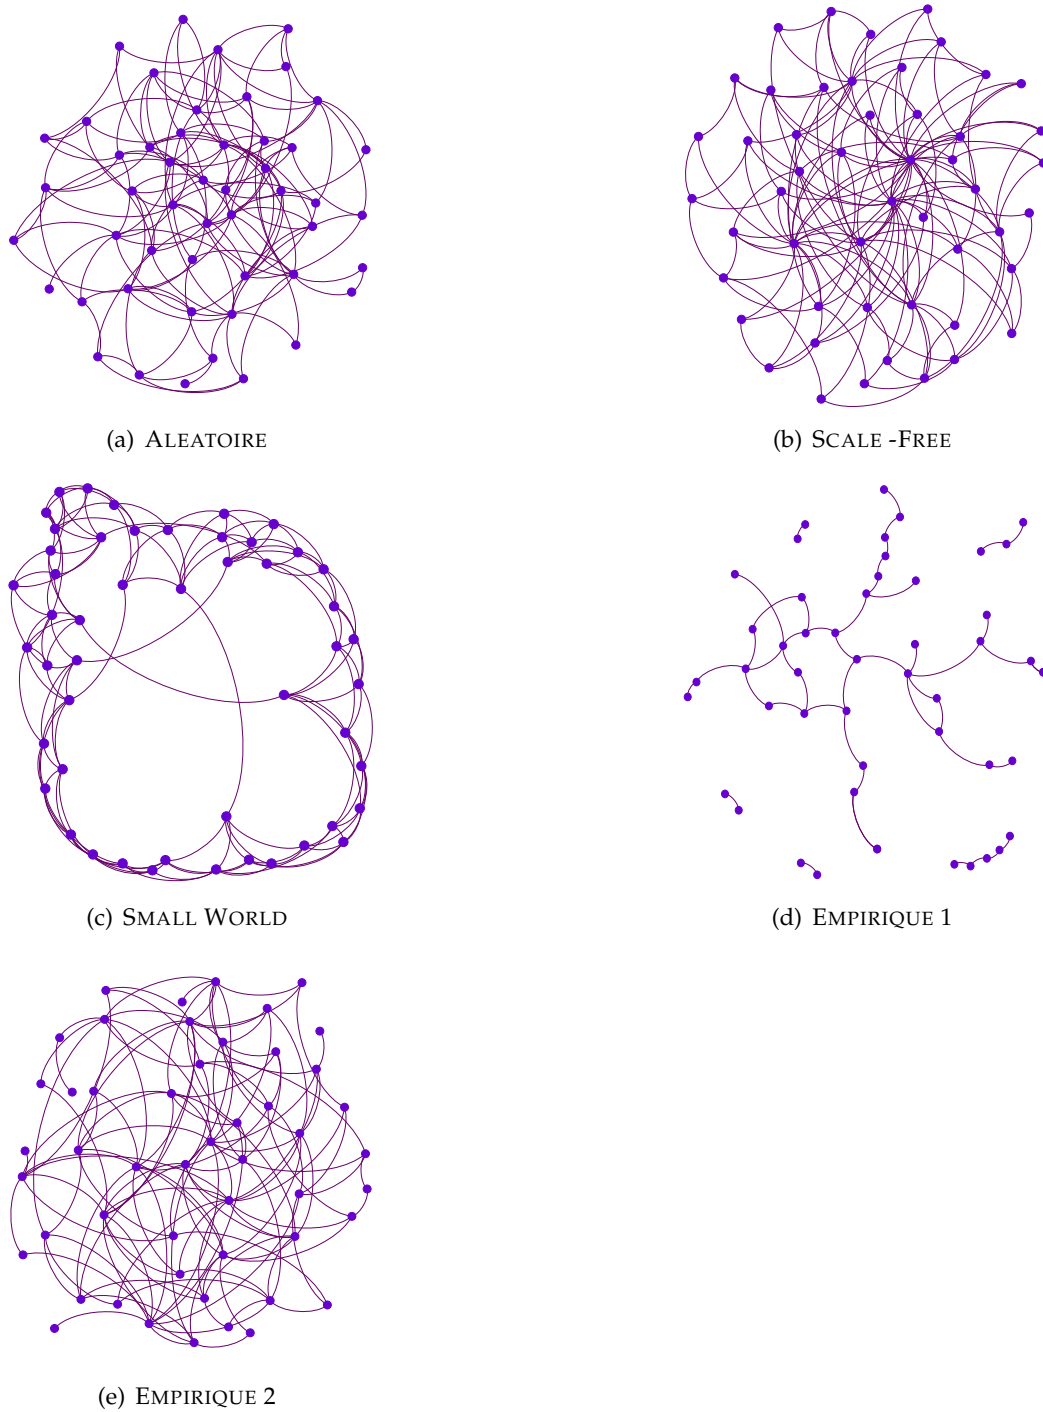 (a) ALEATOIRE
(b) SCALE -FREE
(c) SMALL WORLD
(d) EMPIRIQUE 1
(e) EMPIRIQUE 2